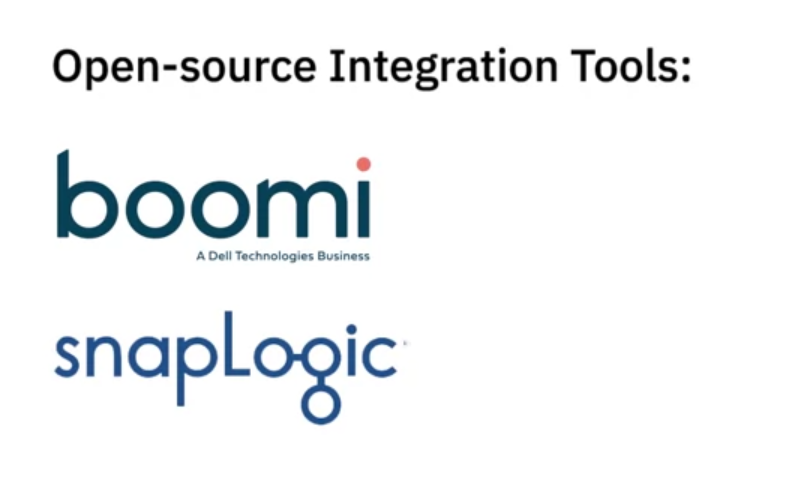 Open-source Integration Tools:
boomi
A Dell Technologies Business
snapLogic